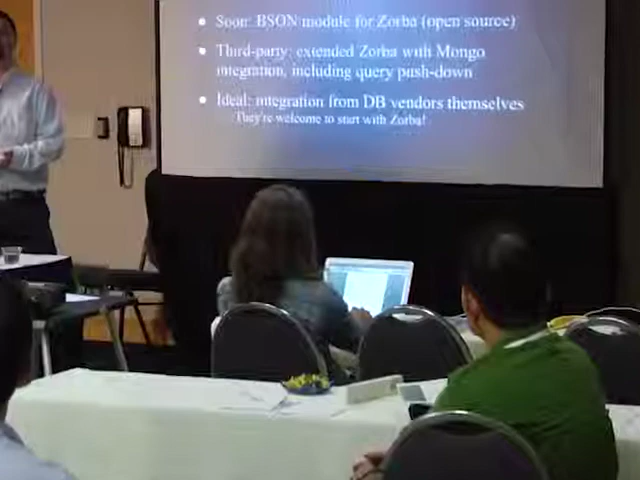 Soon: BSON module for Zorba (open source)
Third-party: extended Zorba with Mongo
integration, including query push-down
Ideal: integration from DB vendors themselves
They're welcome to start with Zorba!